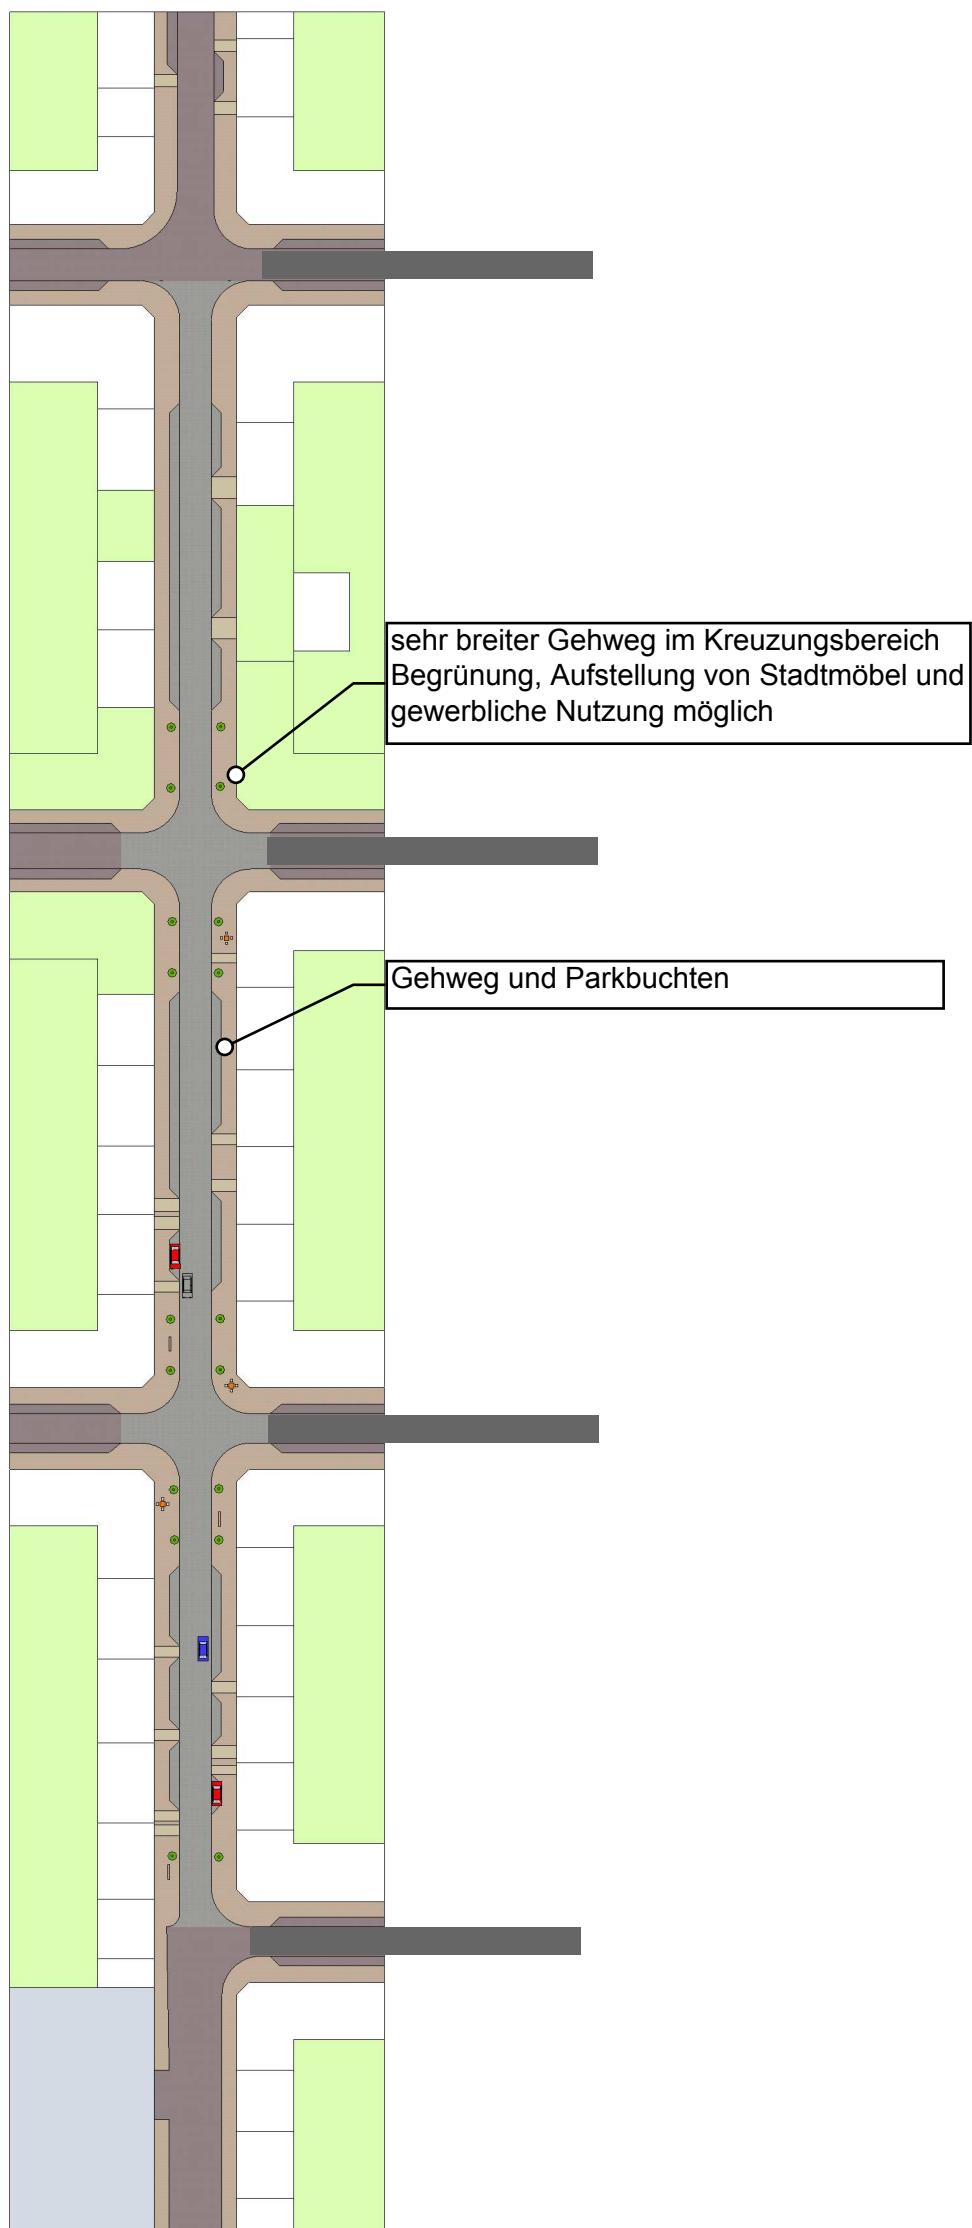 sehr breiter Gehweg im Kreuzungsbereich
Begrünung, Aufstellung von Stadtmöbel und
gewerbliche Nutzung möglich
Gehweg und Parkbuchten